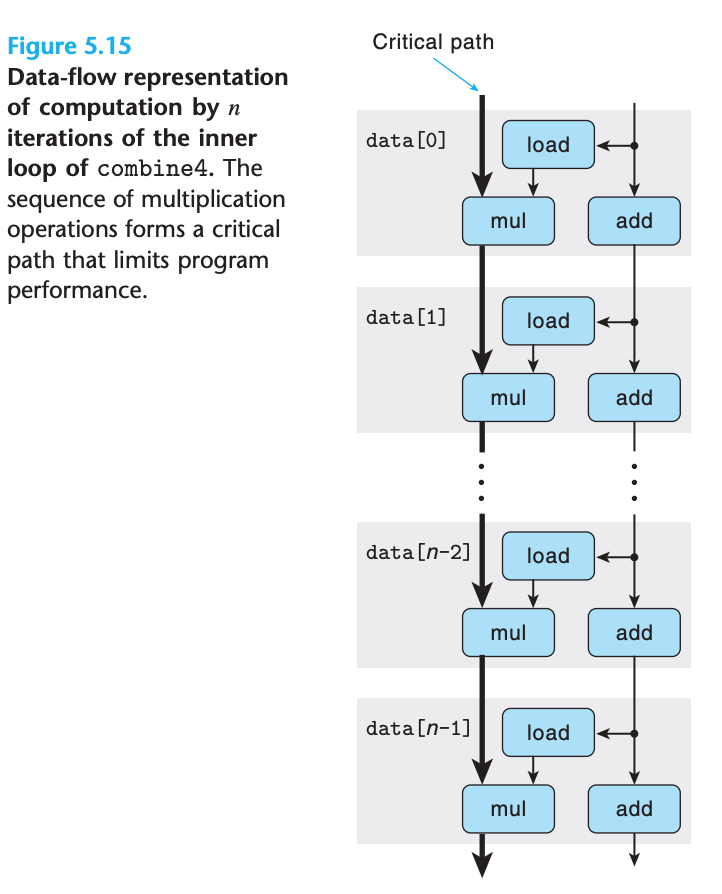 Figure 5.15
Data-flow representation
of computation by n
iterations of the inner
loop of combine4. The
sequence of multiplication
operations forms a critical
path that limits program
performance.
Critical path
data[0]
load
mul
add
data[1]
load
mul
add
data[n-2]
load
mul
add
data[n-1]
load
mul
add